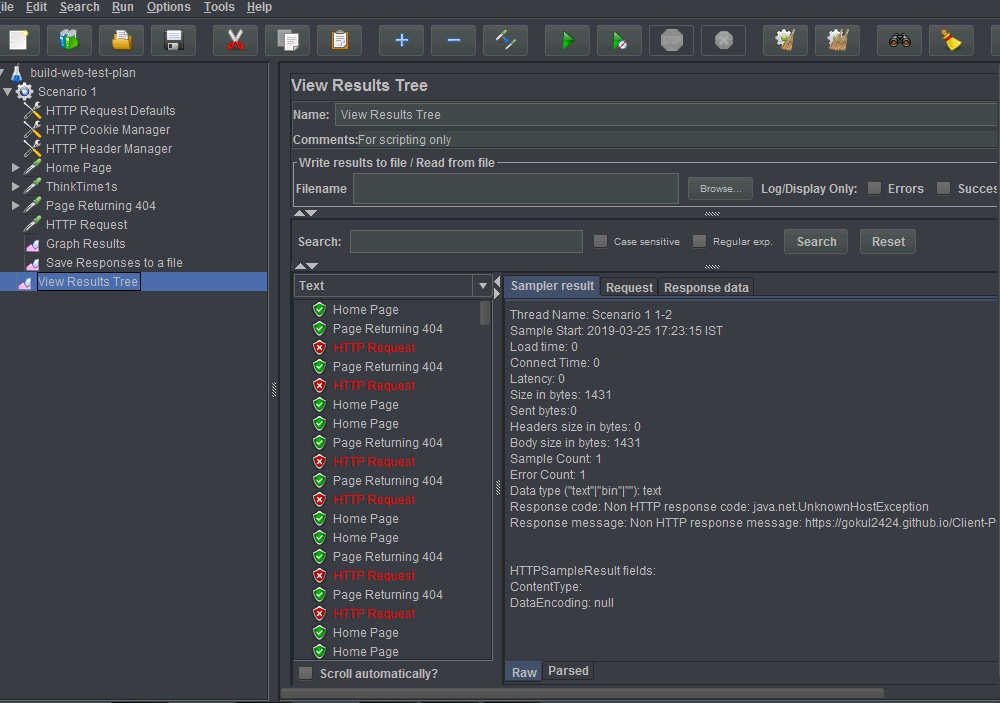 ile Edit Search Run Options Tools Help
build-web-test-plan
Scenario 1
HTTP Request Defaults
HTTP Cookie Manager
HTTP Header Manager
Home Page
ThinkTime1s
Page Returning 404
HTTP Request
Graph Results
Save Responses to a file
View Results Tree
View Results Tree
Name: View Results Tree
Comments: For scripting only
Write results to file / Read from file
Filename Browse... Log/Display Only: Errors Succes
Search: Case sensitive Regular exp. Search Reset
Text
Home Page
Page Returning 404
HTTP Request
Page Returning 404
HTTP Request
Home Page
Home Page
Page Returning 404
HTTP Request
Page Returning 404
HTTP Request
Home Page
Home Page
Page Returning 404
HTTP Request
Page Returning 404
HTTP Request
Home Page
Home Page
Scroll automatically?
Sampler result Request Response data
Thread Name: Scenario 1 1-2
Sample Start: 2019-03-25 17:23:15 IST
Load time: 0
Connect Time: 0
Latency: 0
Size in bytes: 1431
Sent bytes:0
Headers size in bytes: 0
Body size in bytes: 1431
Sample Count: 1
Error Count: 1
Data type ("text"|"bin"|""): text
Response code: Non HTTP response code: java.net.UnknownHostException
Response message: Non HTTP response message: https://gokul2424.github.io/Client-P
HTTPSampleResult fields:
ContentType:
DataEncoding: null
Raw Parsed